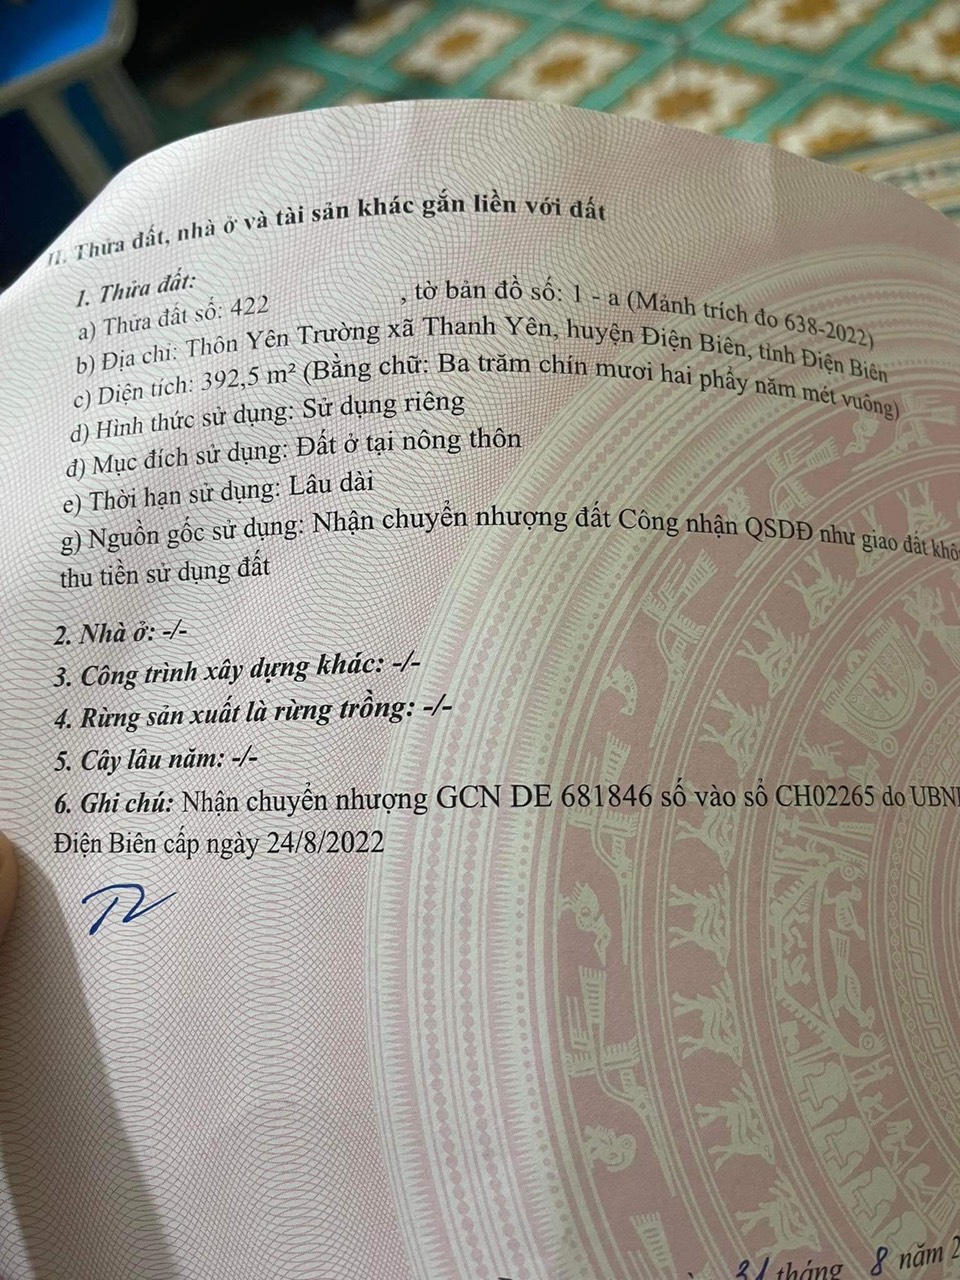 II. Thửa đất, nhà ở và tài sản khác gắn liền với đất
1. Thửa đất:
a) Thửa đất số: 422 , tờ bản đồ số: 1 - a (Mảnh trích đo 638-2022)
b) Địa chỉ: Thôn Yên Trường xã Thanh Yên, huyện Điện Biên, tỉnh Điện Biên
c) Diện tích: 392,5 m² (Bằng chữ: Ba trăm chín mươi hai phẩy năm mét vuông)
d) Hình thức sử dụng: Sử dụng riêng
đ) Mục đích sử dụng: Đất ở tại nông thôn
e) Thời hạn sử dụng: Lâu dài
g) Nguồn gốc sử dụng: Nhận chuyển nhượng đất Công nhận QSDĐ như giao đất khô
thu tiền sử dụng đất
2. Nhà ở: -/-
3. Công trình xây dựng khác: -/-
4. Rừng sản xuất là rừng trồng: -/-
5. Cây lâu năm: -/-
6. Ghi chú: Nhận chuyển nhượng GCN DE 681846 số vào sổ CH02265 do UBN
Điện Biên cấp ngày 24/8/2022
31 tháng 8 năm 2